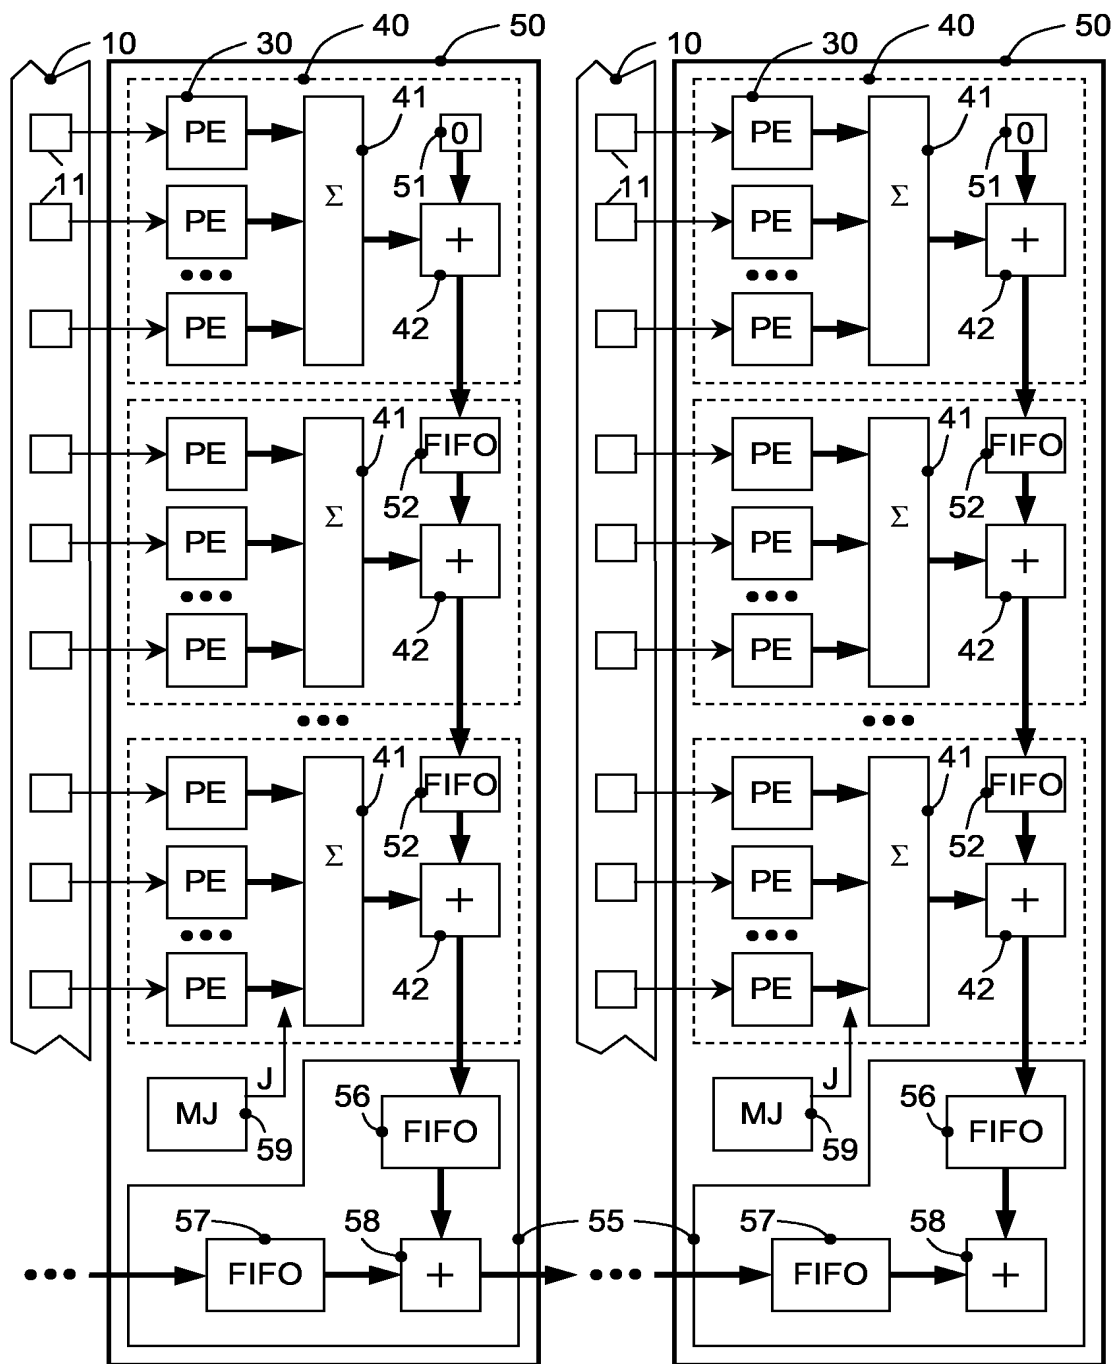 10 30 40 50 10 30 40 50
PE 41 0 PE 41 0
11 51 11 51
PE Σ + PE Σ +
•••  •••
PE 42 PE 42
PE 41 FIFO PE 41 FIFO
52 52
PE Σ + PE Σ +
••• •••
PE 42 PE 42
••• •••
PE 41 FIFO PE 41 FIFO
52 52
PE Σ + PE Σ +
••• •••
PE 42 PE 42
J J
MJ 56 FIFO MJ 56 FIFO
59 59
57 58 55 57 58
••• FIFO + ••• FIFO +